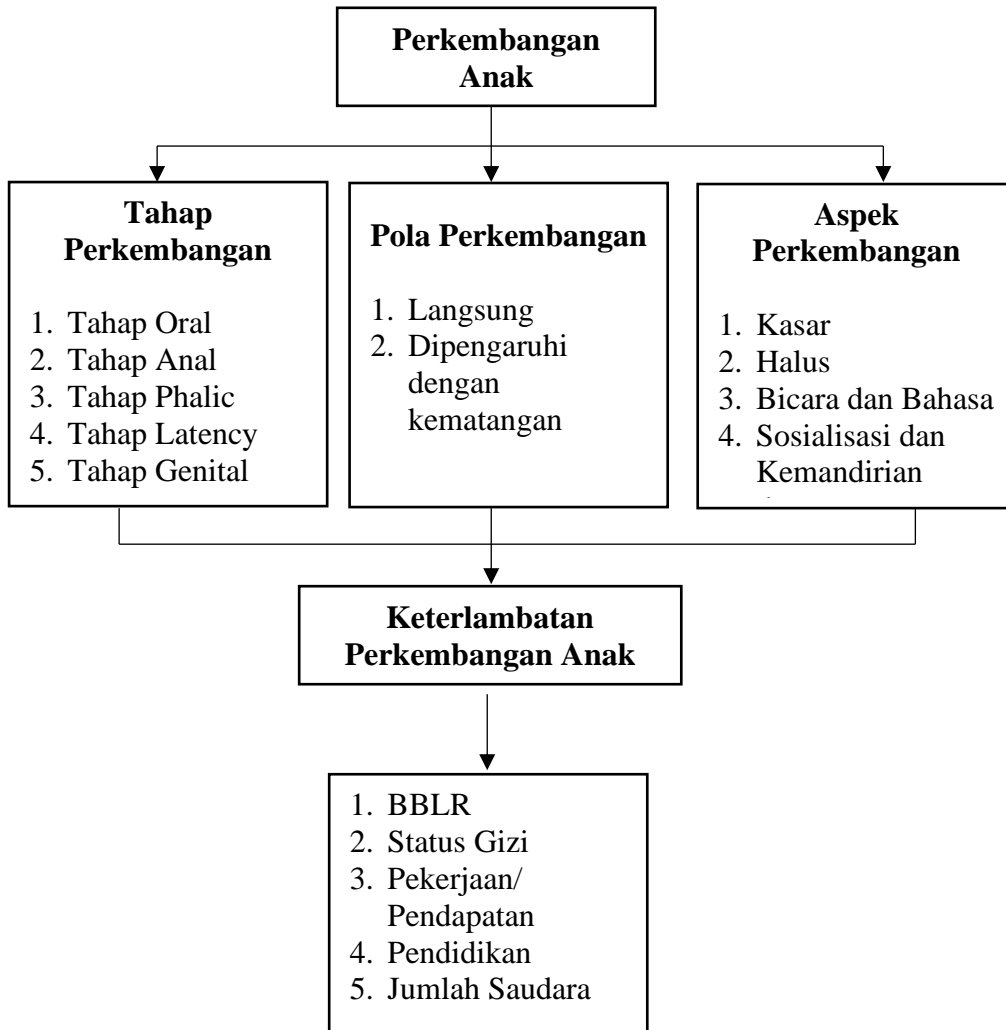 Perkembangan
Anak
Tahap
Perkembangan
1. Tahap Oral
2. Tahap Anal
3. Tahap Phalic
4. Tahap Latency
5. Tahap Genital
Pola Perkembangan
1. Langsung
2. Dipengaruhi
dengan
kematangan
Aspek
Perkembangan
1. Kasar
2. Halus
3. Bicara dan Bahasa
4. Sosialisasi dan
Kemandirian
Keterlambatan
Perkembangan Anak
1. BBLR
2. Status Gizi
3. Pekerjaan/
Pendapatan
4. Pendidikan
5. Jumlah Saudara